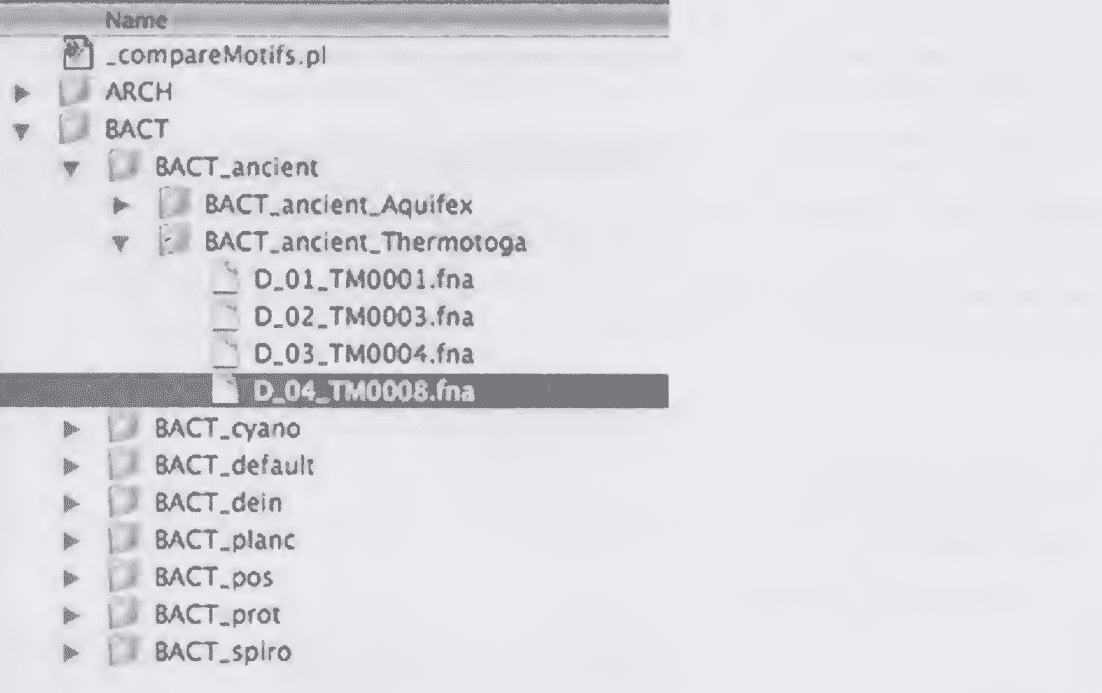 Name
_compareMotifs.pl
ARCH
BACT
BACT_ancient
BACT_ancient_Aquifex
BACT_ancient_Thermotoga
D_01_TM0001.fna
D_02_TM0003.fna
D_03_TM0004.fna
D_04_TM0008.fna
BACT_cyano
BACT_default
BACT_dein
BACT_planc
BACT_pos
BACT_prot
BACT_spiro